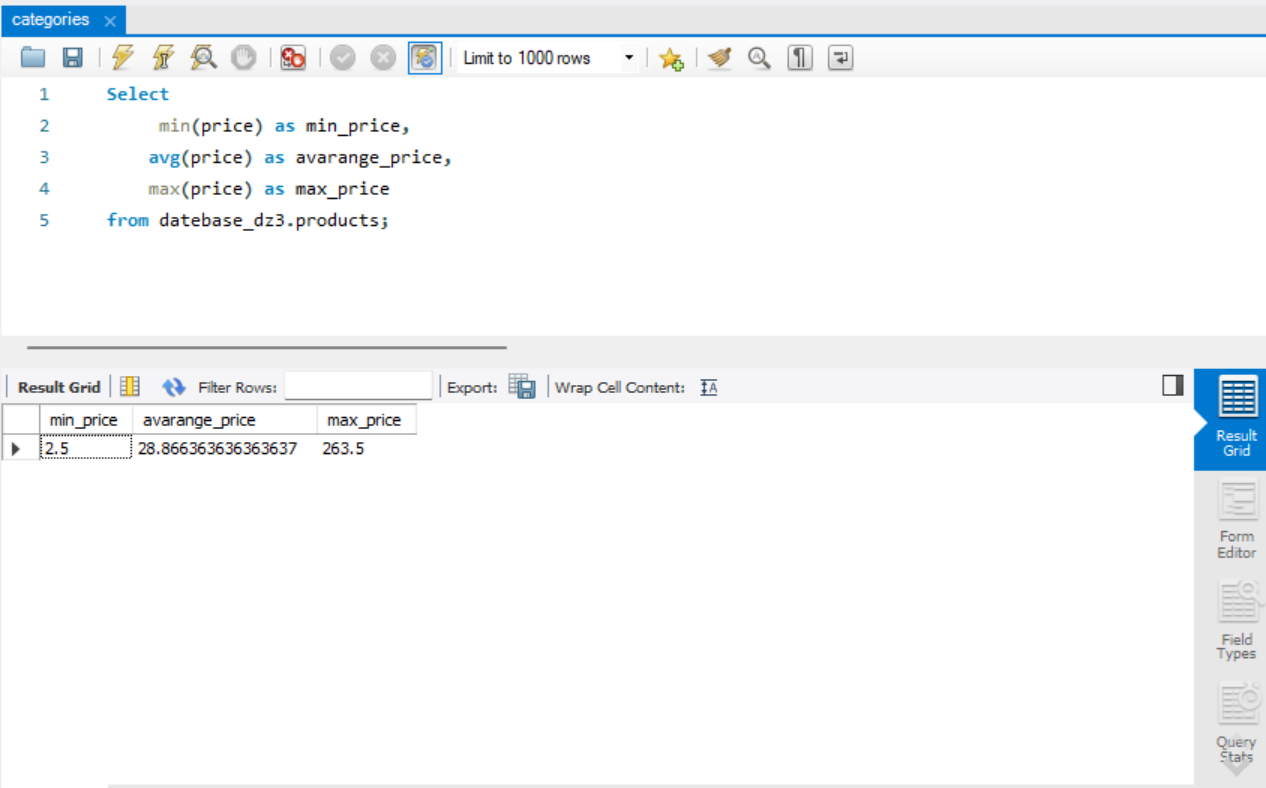 categories
Limit to 1000 rows
1 Select
2 min(price) as min_price,
3 avg(price) as avarange_price,
4 max(price) as max_price
5 from datebase_dz3.products;
Result Grid Filter Rows: Export: Wrap Cell Content:
min_price avarange_price max_price
2.5 28.866363636363637 263.5
Result
Grid
Form
Editor
Field
Types
Query
Stats